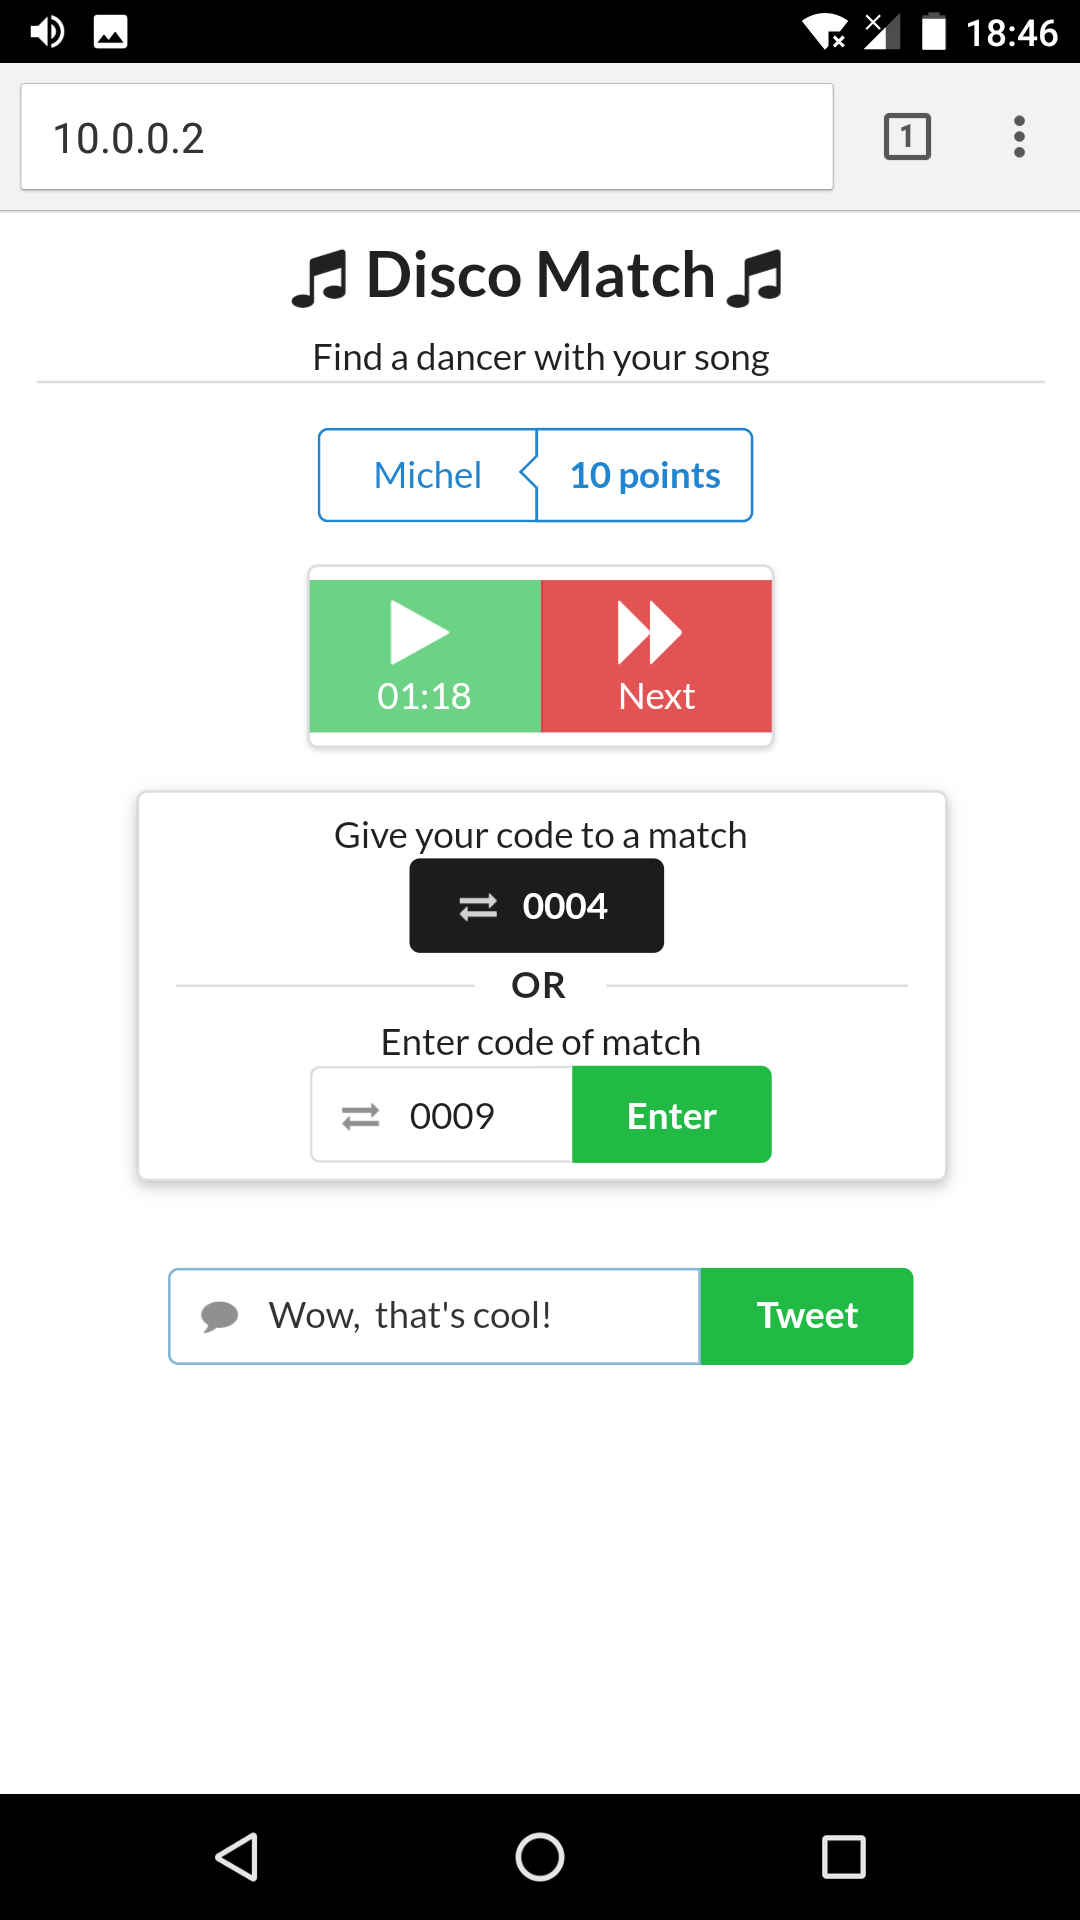 18:46
10.0.0.2
1
Disco Match
Find a dancer with your song
Michel 10 points
01:18 Next
Give your code to a match
0004
OR
Enter code of match
0009 Enter
Wow, that's cool! Tweet